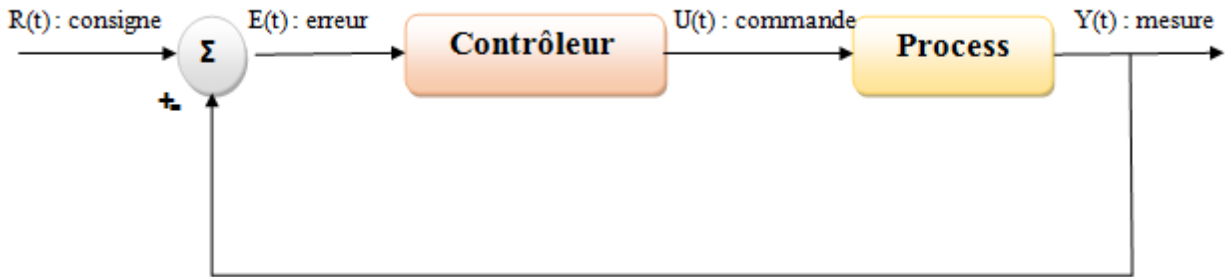 R(t) : consigne
E(t) : erreur
Σ
Contrôleur
U(t) : commande
Process
Y(t) : mesure
+-